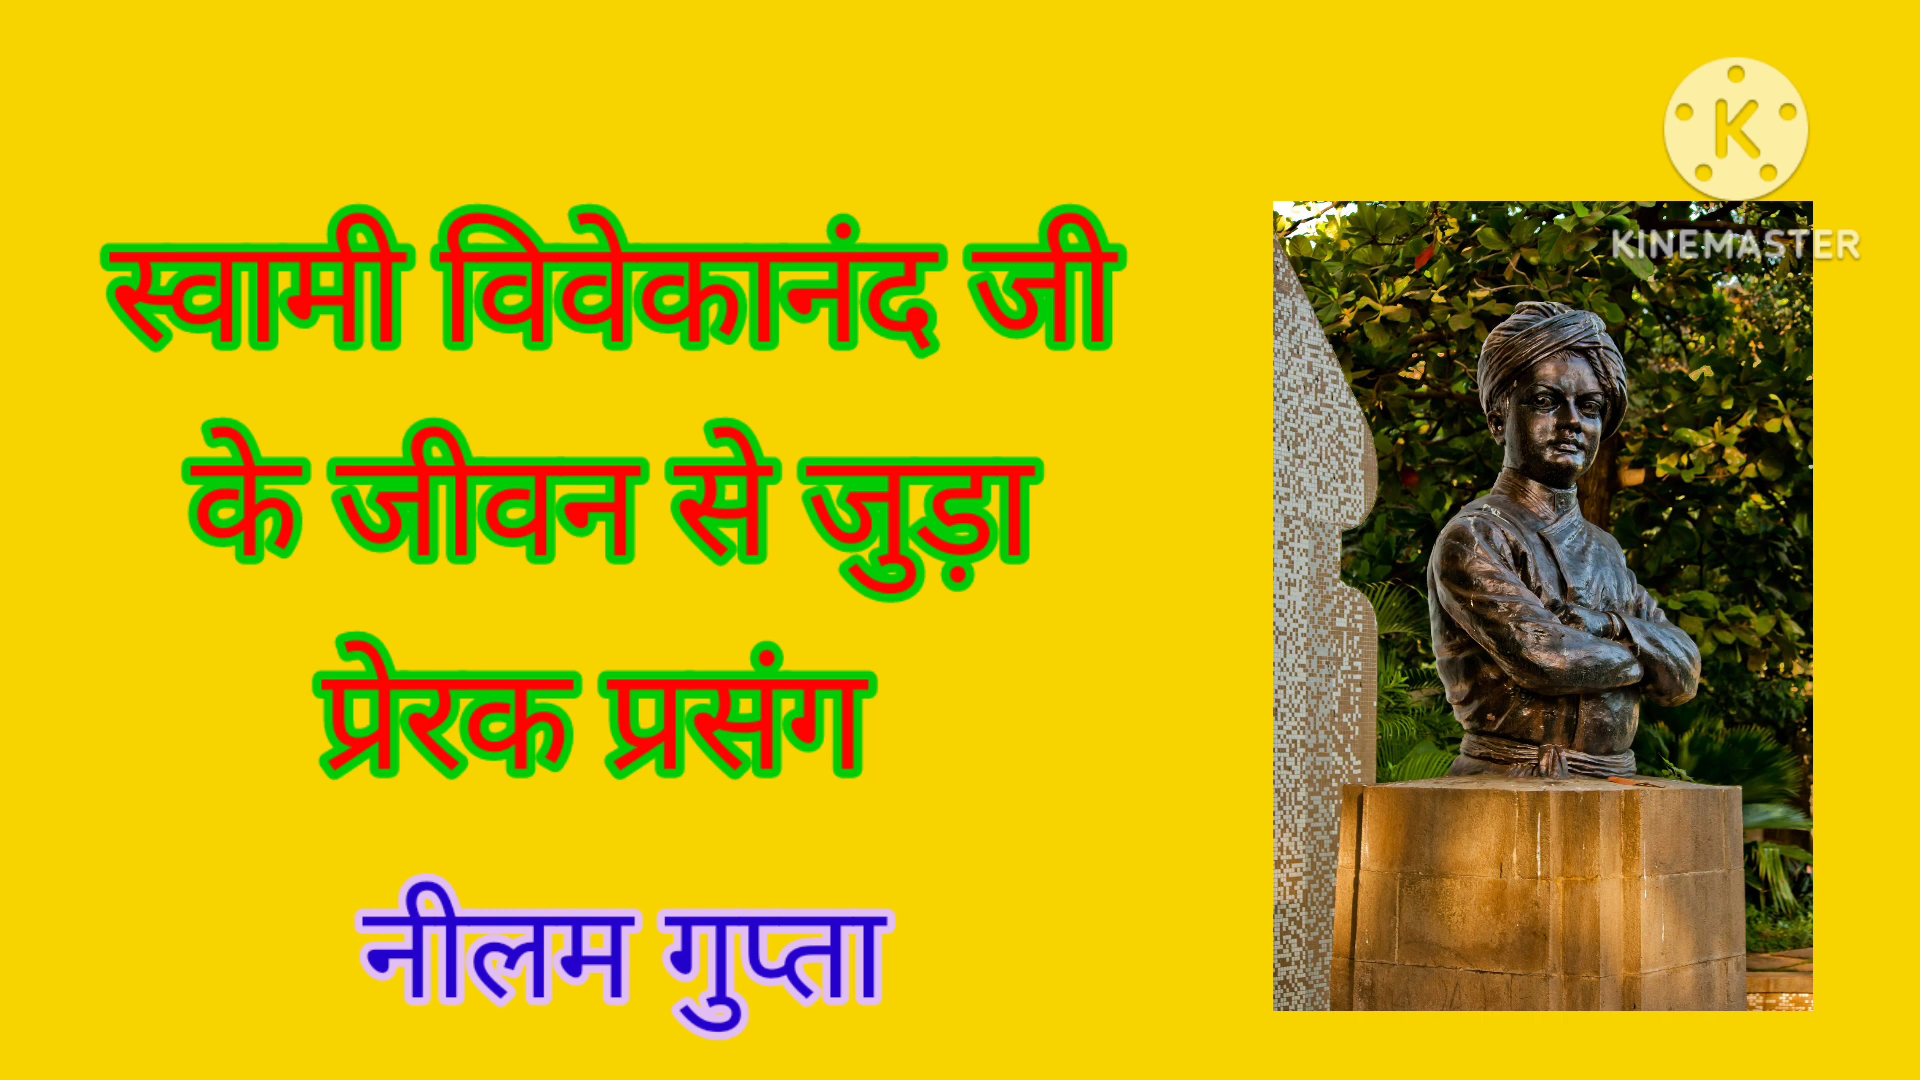 स्वामी विवेकानंद जी
के जीवन से जुड़ा
प्रेरक प्रसंग
नीलम गुप्ता
K
KINEMASTER